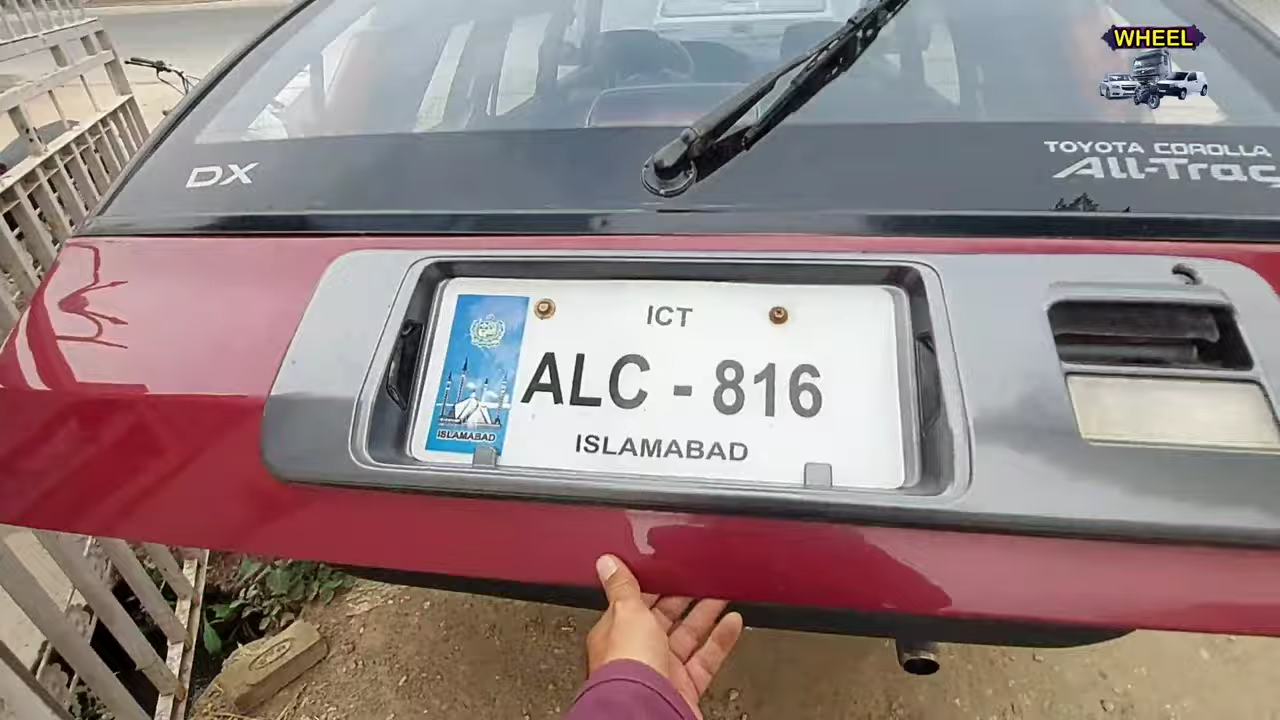 WHEEL
DX
TOYOTA COROLLA
All-Trac
ICT
ALC - 816
ISLAMABAD
ISLAMABAD